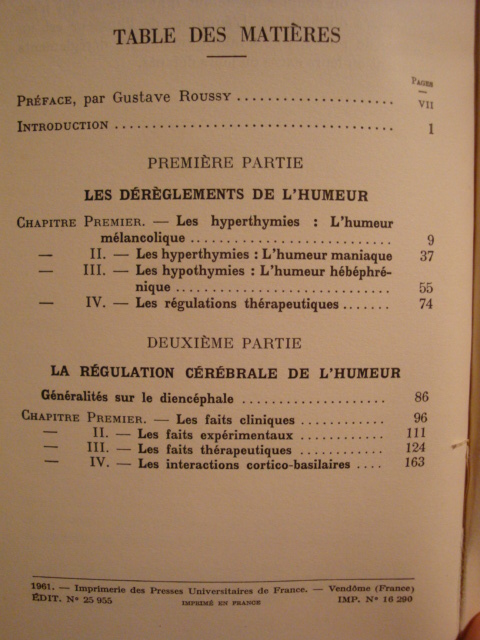 TABLE DES MATIÈRES
PAGES
PRÉFACE, par Gustave Roussy .................... VII
INTRODUCTION .................................... 1
PREMIÈRE PARTIE
LES DÉRÈGLEMENTS DE L'HUMEUR
CHAPITRE PREMIER. — Les hyperthymies : L'humeur
mélancolique .......................... 9
— II. — Les hyperthymies : L'humeur maniaque 37
— III. — Les hypothymies : L'humeur hébéphré-
nique ............................ 55
— IV. — Les régulations thérapeutiques ....... 74
DEUXIÈME PARTIE
LA RÉGULATION CÉRÉBRALE DE L'HUMEUR
Généralités sur le diencéphale .................... 86
CHAPITRE PREMIER. — Les faits cliniques ............ 96
— II. — Les faits expérimentaux ............ 111
— III. — Les faits thérapeutiques ............ 124
— IV. — Les interactions cortico-basilaires .... 163
1961. — Imprimerie des Presses Universitaires de France. — Vendôme (France)
ÉDIT. N° 25 955 IMPRIMÉ EN FRANCE IMP. N° 16 290